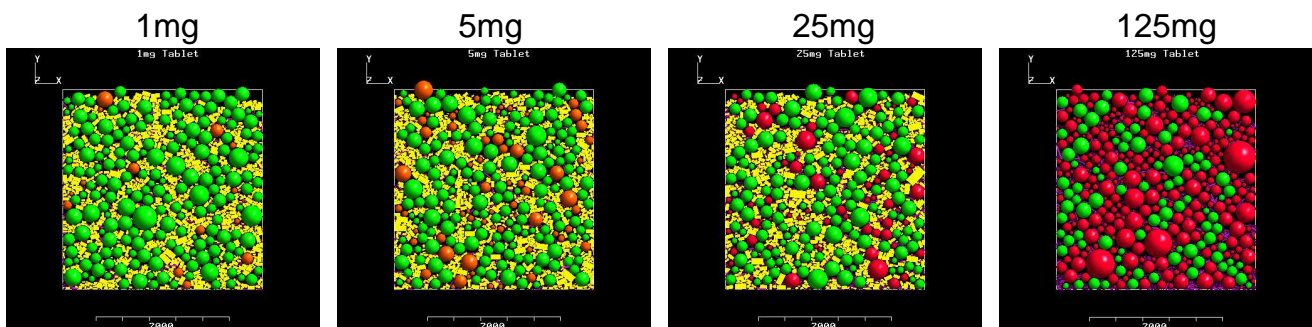 1mg 5mg 25mg 125mg
1mg Tablet 5mg Tablet 25mg Tablet 125mg Tablet
Y Y Y Y
Z X Z X Z X Z X
2000 2000 2000 2000